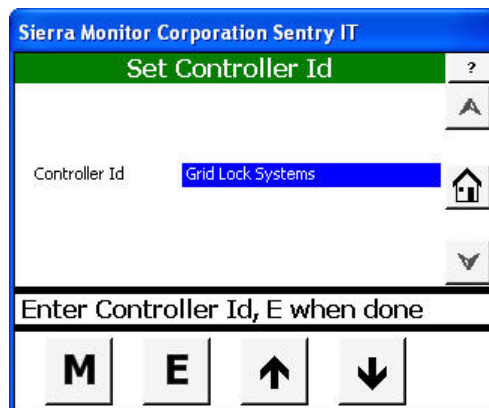 Sierra Monitor Corporation Sentry IT
Set Controller Id
?
Controller Id Grid Lock Systems
Enter Controller Id, E when done
M E